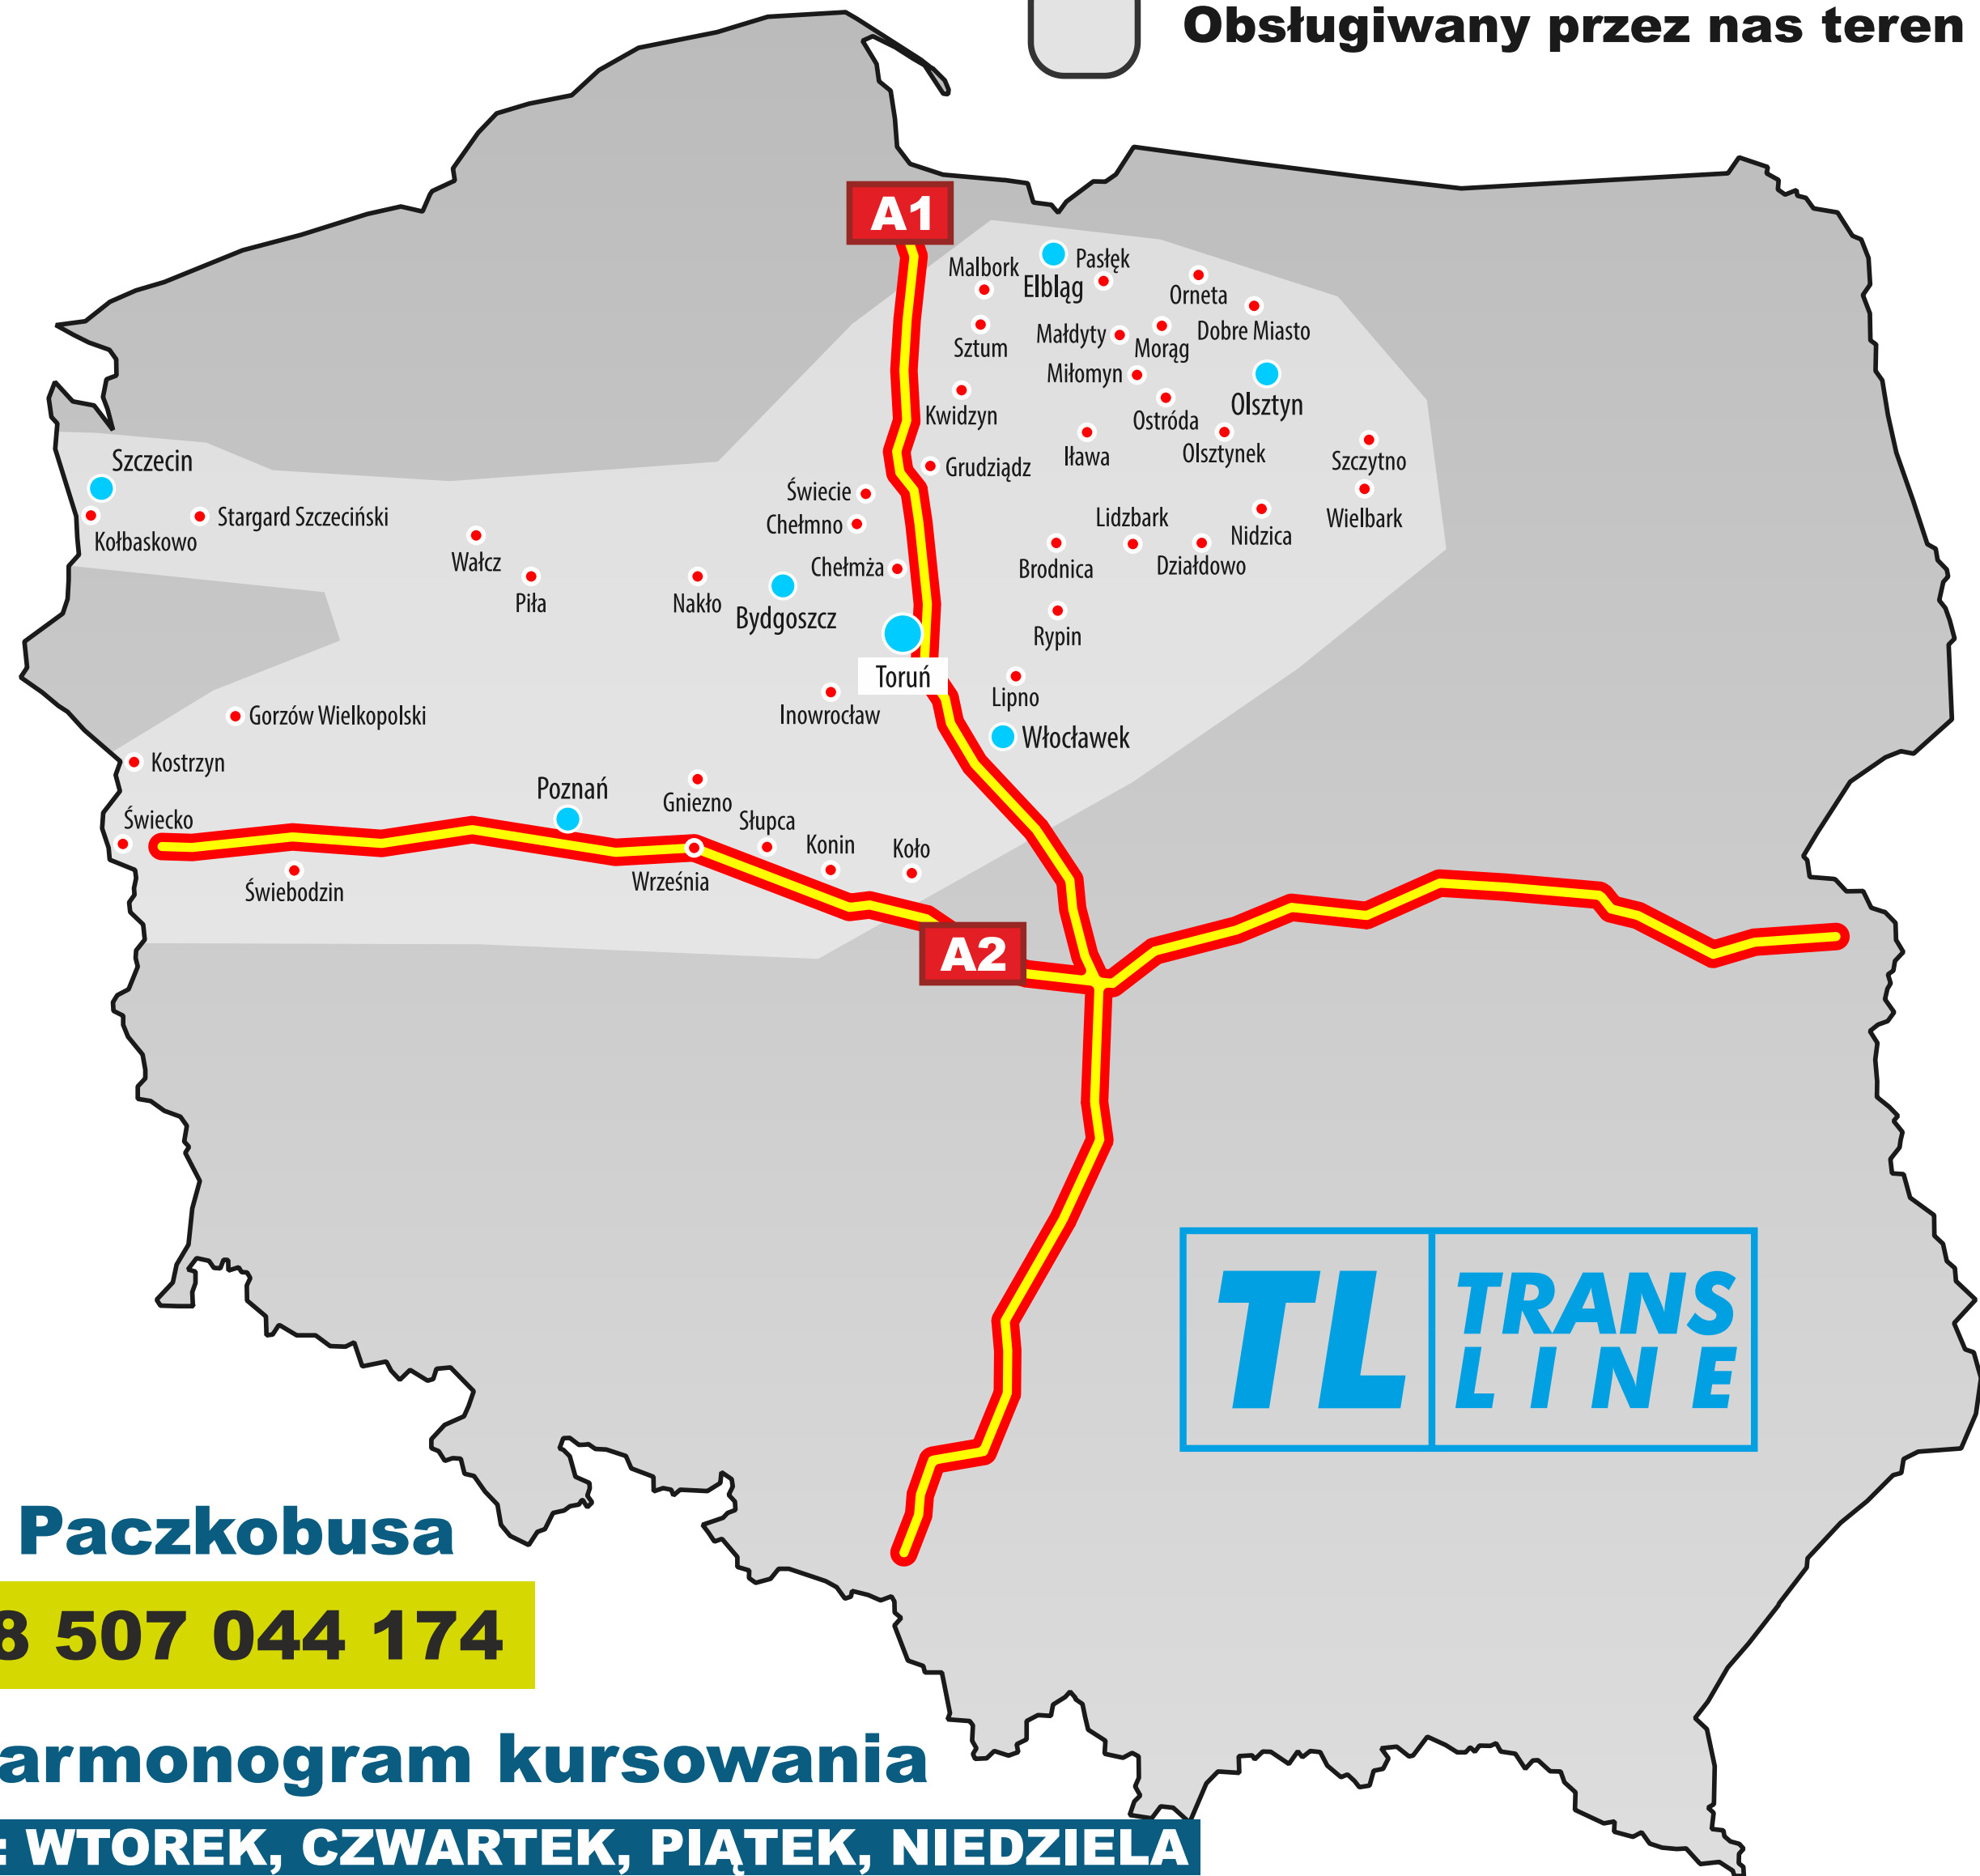 Obsługiwany przez nas teren
A1
Malbork
Elbląg
Pasłęk
Orneta
Dobre Miasto
Sztum
Małdyty
Morąg
Miłomyn
Olsztyn
Kwidzyn
Ostróda
Iława
Olsztynek
Szczytno
Szczecin
Grudziądz
Świecie
Chełmno
Lidzbark
Nidzica
Wielbark
Kołbaskowo
Stargard Szczeciński
Wałcz
Chełmża
Brodnica
Działdowo
Piła
Nakło
Bydgoszcz
Rypin
Toruń
Lipno
Inowrocław
Włocławek
Gorzów Wielkopolski
Kostrzyn
Poznań
Gniezno
Świecko
Słupca
Konin
Koło
Świebodzin
Września
A2
TL
TRANS
LINE
Paczkobusa
8 507 044 174
armonogram kursowania
: WTOREK, CZWARTEK, PIĄTEK, NIEDZIELA